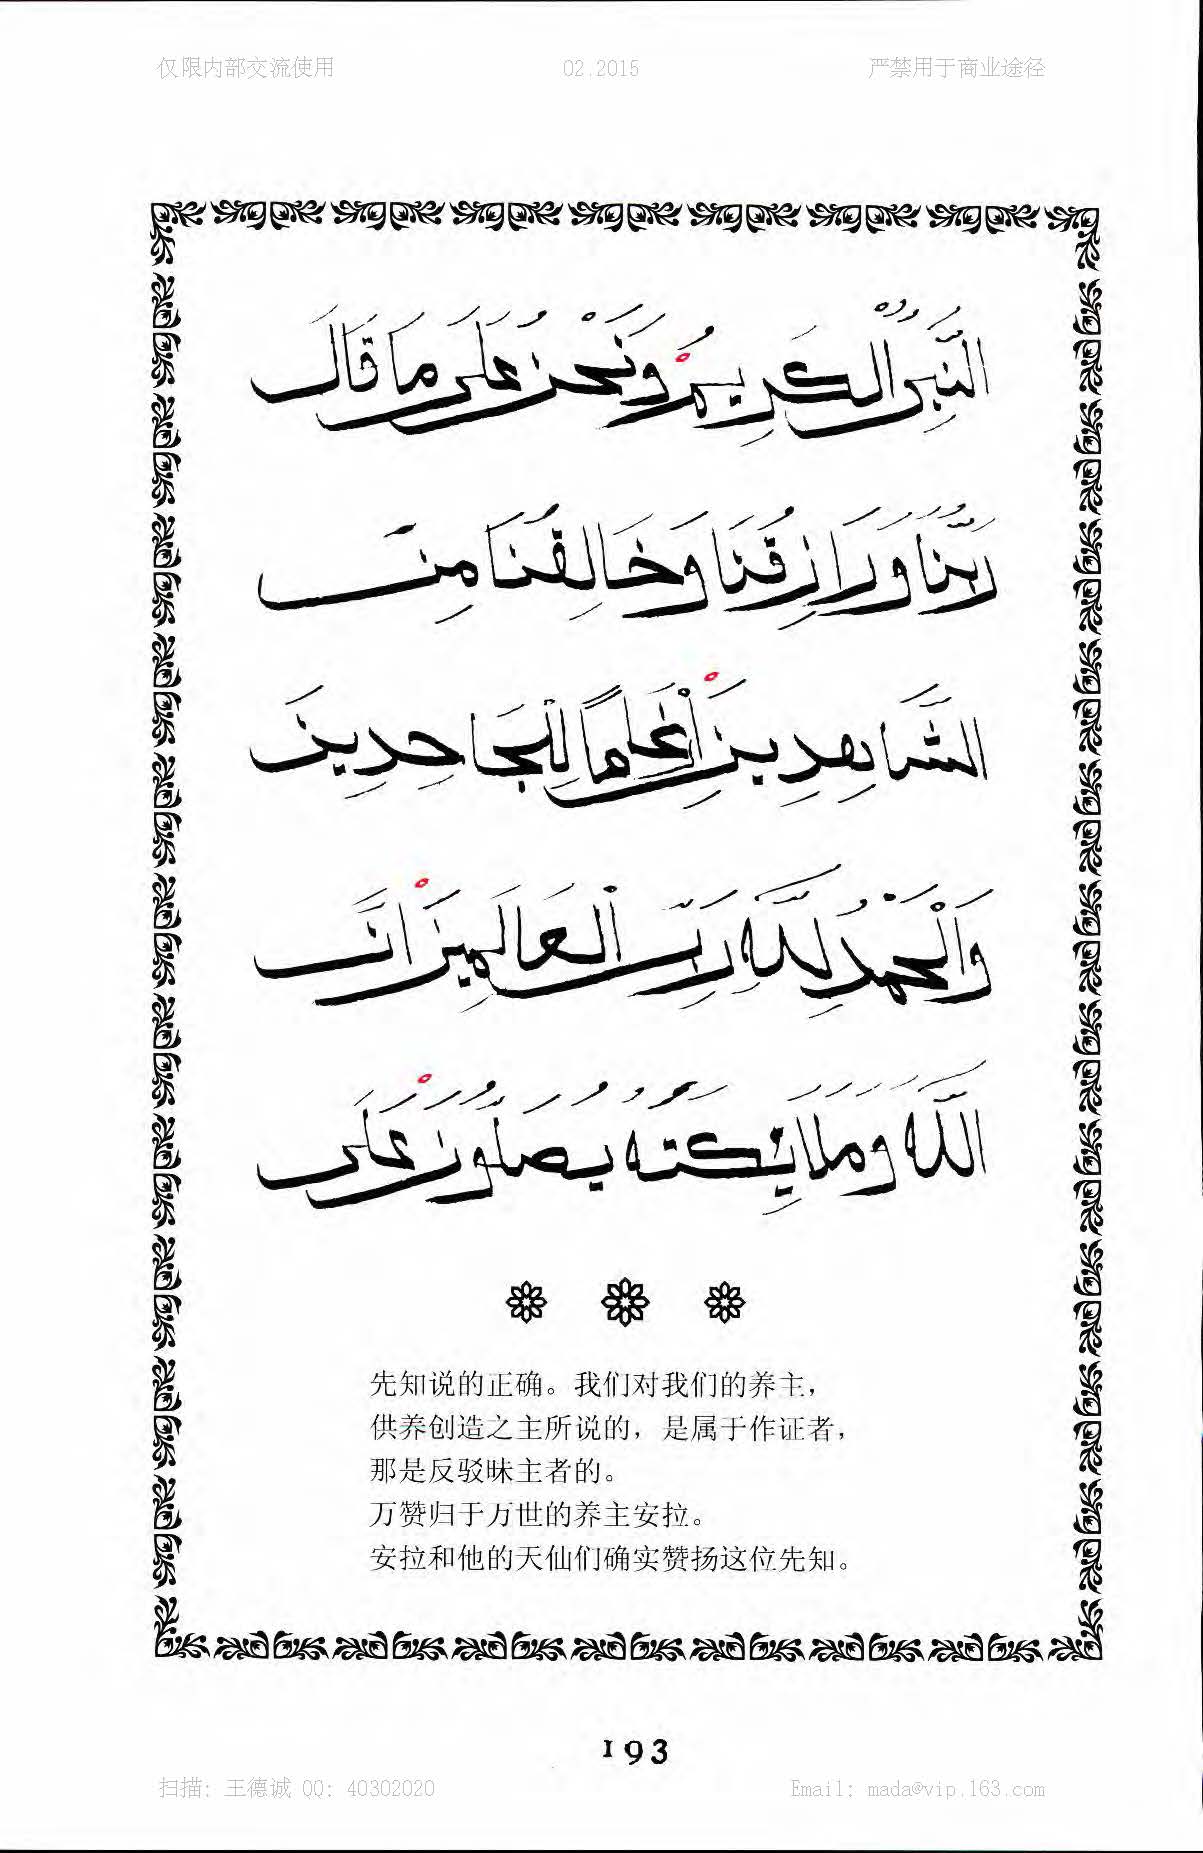 仅限内部交流使用 02.2015 严禁用于商业途径
النَّبِيُّ الْكَرِيمُ وَنَحْنُ عَلَى مَا قَالَ
رَبُّنَا وَرَازِقُنَا وَخَالِقُنَا مِنَ
الشَّاهِدِينَ أَعْلَمًا لِلْجَاحِدِينَ
وَالْحَمْدُ لِلَّهِ رَبِّ الْعَالَمِينَ إِنَّ
اللَّهَ وَمَلَائِكَتَهُ يُصَلُّونَ عَلَى
先知说的正确。我们对我们的养主，
供养创造之主所说的，是属于作证者，
那是反驳昧主者的。
万赞归于万世的养主安拉。
安拉和他的天仙们确实赞扬这位先知。
193
扫描: 王德诚 QQ: 40302020 Email: mada@vip.163.com